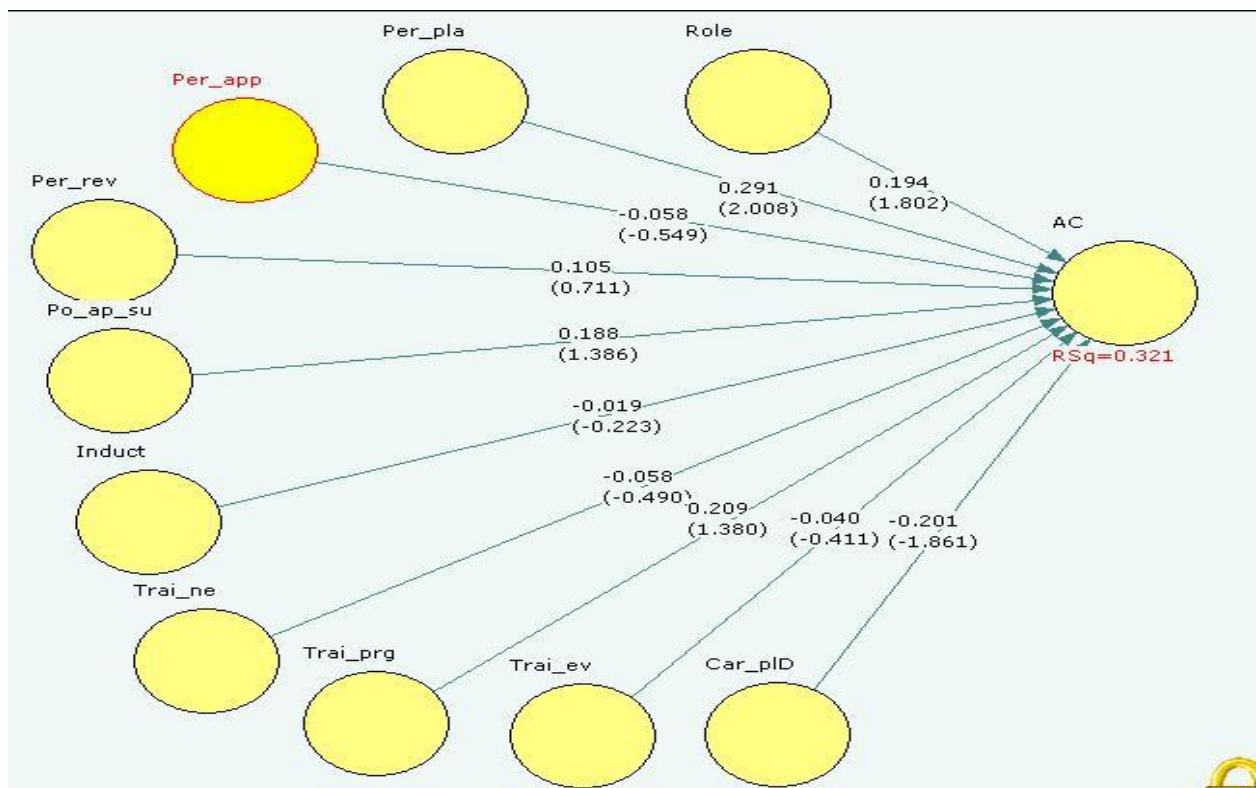 Per_pla
Role
Per_app
Per_rev
0.291
(2.008)
0.194
(1.802)
-0.058
(-0.549)
AC
0.105
(0.711)
Po_ap_su
0.188
(1.386)
RSq=0.321
-0.019
(-0.223)
Induct
-0.058
(-0.490)
0.209
(1.380)
-0.040
(-0.411)
-0.201
(-1.861)
Trai_ne
Trai_prg
Trai_ev
Car_plD